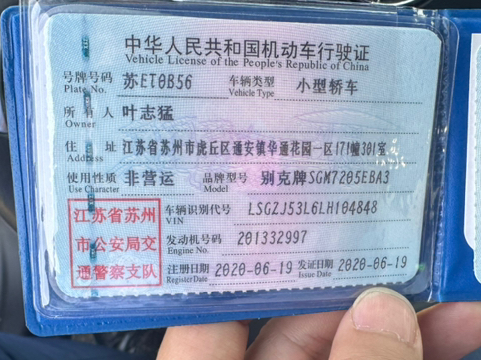 中华人民共和国机动车行驶证
Vehicle License of the People's Republic of China
号牌号码 苏ET0B56 车辆类型 小型轿车
Plate No. Vehicle Type
所有人 叶志猛
Owner
住址 江苏省苏州市虎丘区通安镇华通花园一区171幢301室
Address
使用性质 非营运 品牌型号 别克牌SGM7205EBA3
Use Character Model
江苏省苏州
市公安局交
通警察支队
车辆识别代号 LSGZJ53L6LH104848
VIN
发动机号码 201332997
Engine No.
注册日期 2020-06-19 发证日期 2020-06-19
Register Date Issue Date